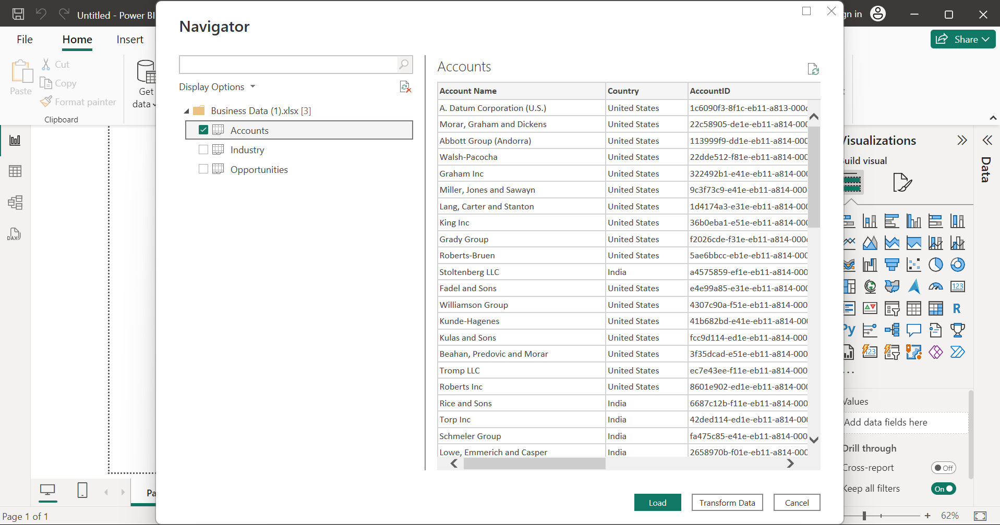 Untitled - Power BI
gn in
File
Home
Insert
Share
Paste
Cut
Copy
Format painter
Clipboard
Get
data
Navigator
Display Options
Business Data (1).xlsx [3]
Accounts
Industry
Opportunities
Accounts
Account Name Country AccountID
A. Datum Corporation (U.S.) United States 1c6090f3-8f1c-eb11-a813-000c
Morar, Graham and Dickens United States 22c58905-de1e-eb11-a814-000
Abbott Group (Andorra) United States 113999f9-dd1e-eb11-a814-000
Walsh-Pacocha United States 22dde512-f81e-eb11-a814-000
Graham Inc United States 322492b1-e41e-eb11-a814-000
Miller, Jones and Sawayn United States 9c3f73c9-e41e-eb11-a814-000
Lang, Carter and Stanton United States 1d4174a3-e31e-eb11-a814-000
King Inc United States 36b0eba1-e51e-eb11-a814-000
Grady Group United States f2026cde-f31e-eb11-a814-000c
Roberts-Bruen United States 5ae6bbcc-eb1e-eb11-a814-000
Stoltenberg LLC India a4575859-ef1e-eb11-a814-000
Fadel and Sons United States e4e99a85-e31e-eb11-a814-000
Williamson Group United States 4307c90a-f51e-eb11-a814-000
Kunde-Hagenes United States 41b682bd-e41e-eb11-a814-000
Kulas and Sons United States fcc9d114-ed1e-eb11-a814-000
Beahan, Predovic and Morar United States 3f35dcad-e51e-eb11-a814-000
Tromp LLC United States ec7e43ee-f11e-eb11-a814-000
Roberts Inc United States 8601e902-ed1e-eb11-a814-000
Rice and Sons India 6687c12b-f11e-eb11-a814-000
Torp Inc India 42ded114-ed1e-eb11-a814-000
Schmeler Group India fa475c85-e41e-eb11-a814-000
Lowe, Emmerich and Casper India 2658970b-f01e-eb11-a814-000
Load
Transform Data
Cancel
Visualizations
uild visual
Data
123
R
Py
123
...
Values
Add data fields here
Drill through
Cross-report
Off
Keep all filters
On
DAX
Pa
Page 1 of 1
62%